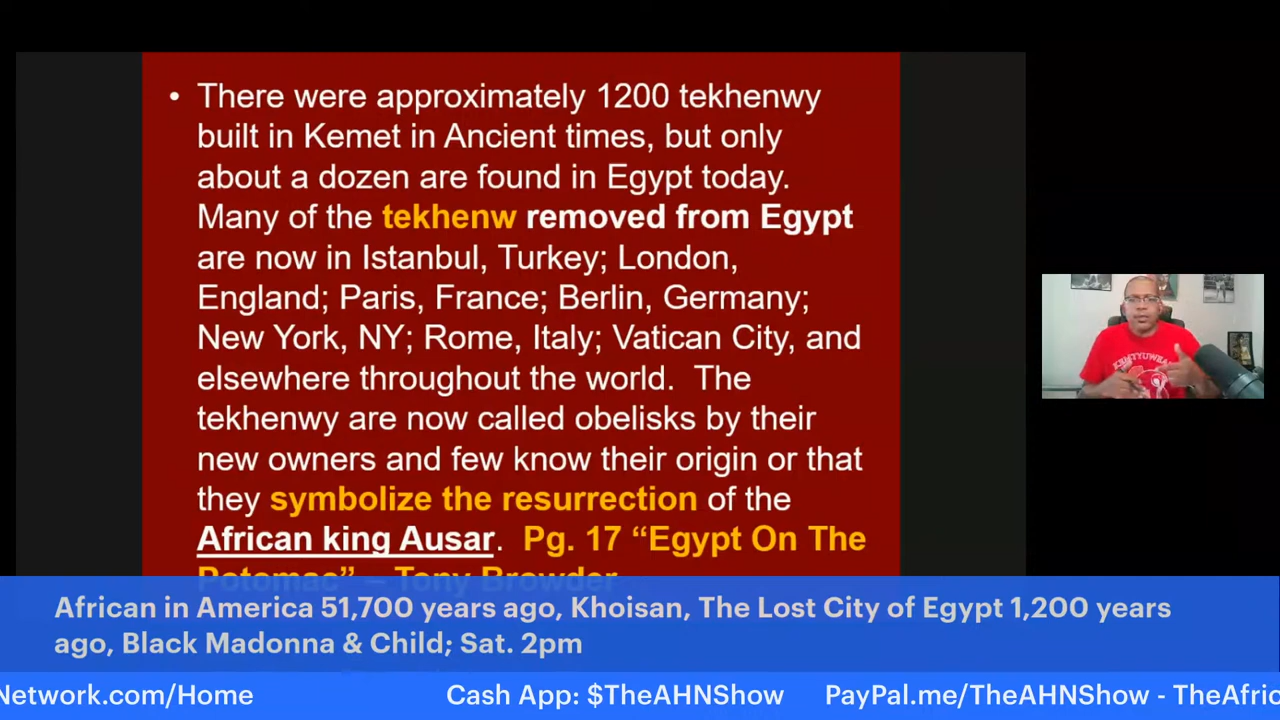 • There were approximately 1200 tekhenwy
built in Kemet in Ancient times, but only
about a dozen are found in Egypt today.
Many of the tekhenw removed from Egypt
are now in Istanbul, Turkey; London,
England; Paris, France; Berlin, Germany;
New York, NY; Rome, Italy; Vatican City, and
elsewhere throughout the world. The
tekhenwy are now called obelisks by their
new owners and few know their origin or that
they symbolize the resurrection of the
African king Ausar. Pg. 17 “Egypt On The
Potomac” – Tony Browder
African in America 51,700 years ago, Khoisan, The Lost City of Egypt 1,200 years
ago, Black Madonna & Child; Sat. 2pm
Network.com/Home Cash App: $TheAHNShow PayPal.me/TheAHNShow - TheAfric